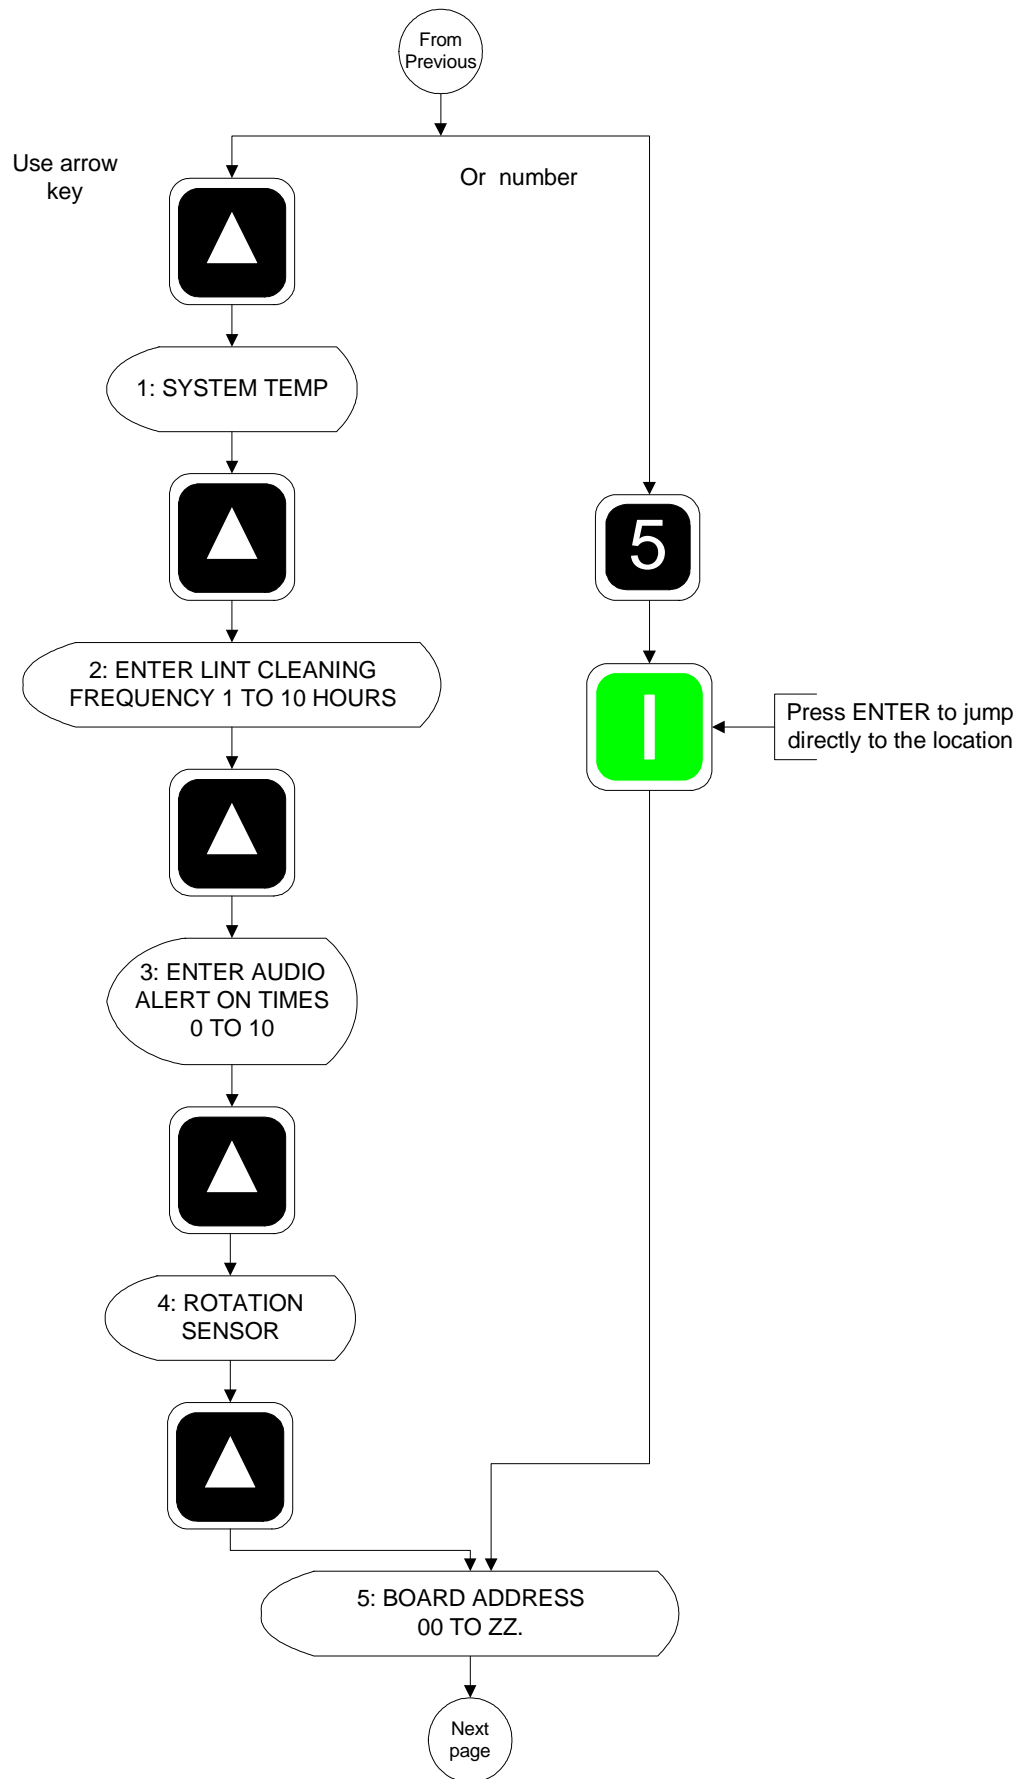 From
Previous
Use arrow
key
Or number
1: SYSTEM TEMP
5
2: ENTER LINT CLEANING
FREQUENCY 1 TO 10 HOURS
Press ENTER to jump
directly to the location
3: ENTER AUDIO
ALERT ON TIMES
0 TO 10
4: ROTATION
SENSOR
5: BOARD ADDRESS
00 TO ZZ.
Next
page